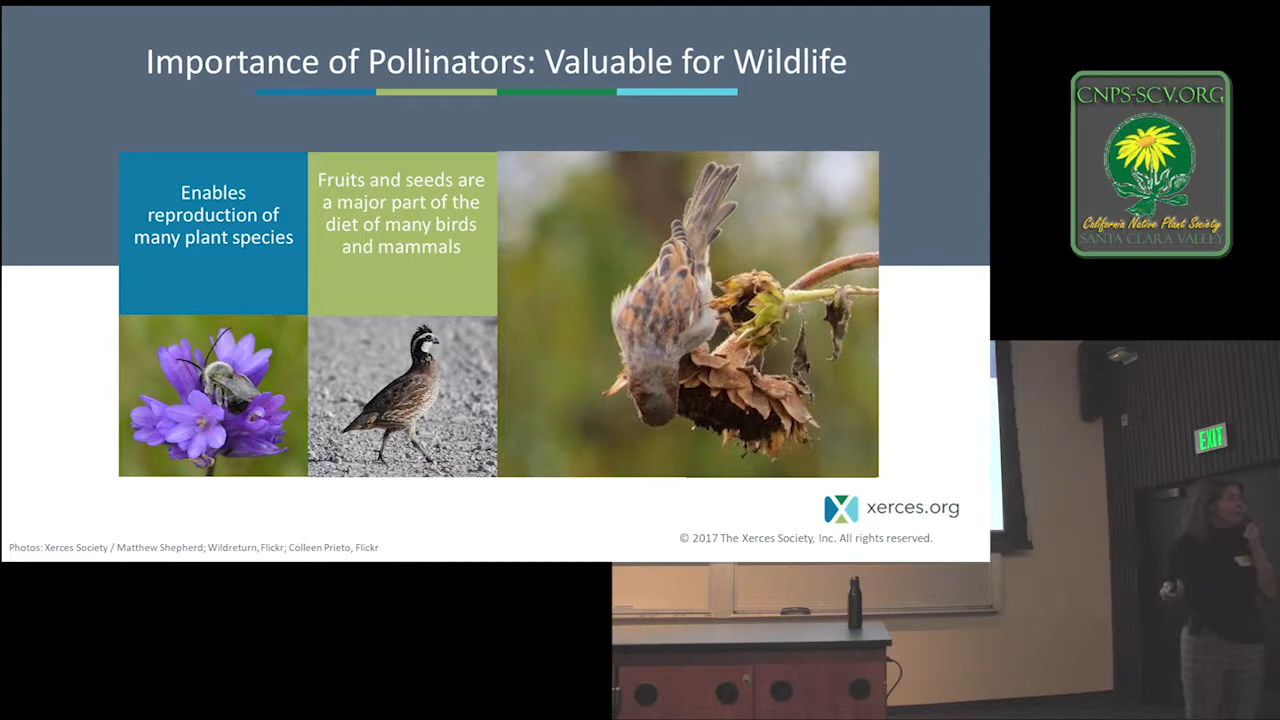 Importance of Pollinators: Valuable for Wildlife
Enables
reproduction of
many plant species
Fruits and seeds are
a major part of the
diet of many birds
and mammals
xerces.org
© 2017 The Xerces Society, Inc. All rights reserved.
Photos: Xerces Society / Matthew Shepherd; Wildreturn, Flickr; Colleen Prieto, Flickr
CNPS-SCV.ORG
California Native Plant Society
SANTA CLARA VALLEY
EXIT